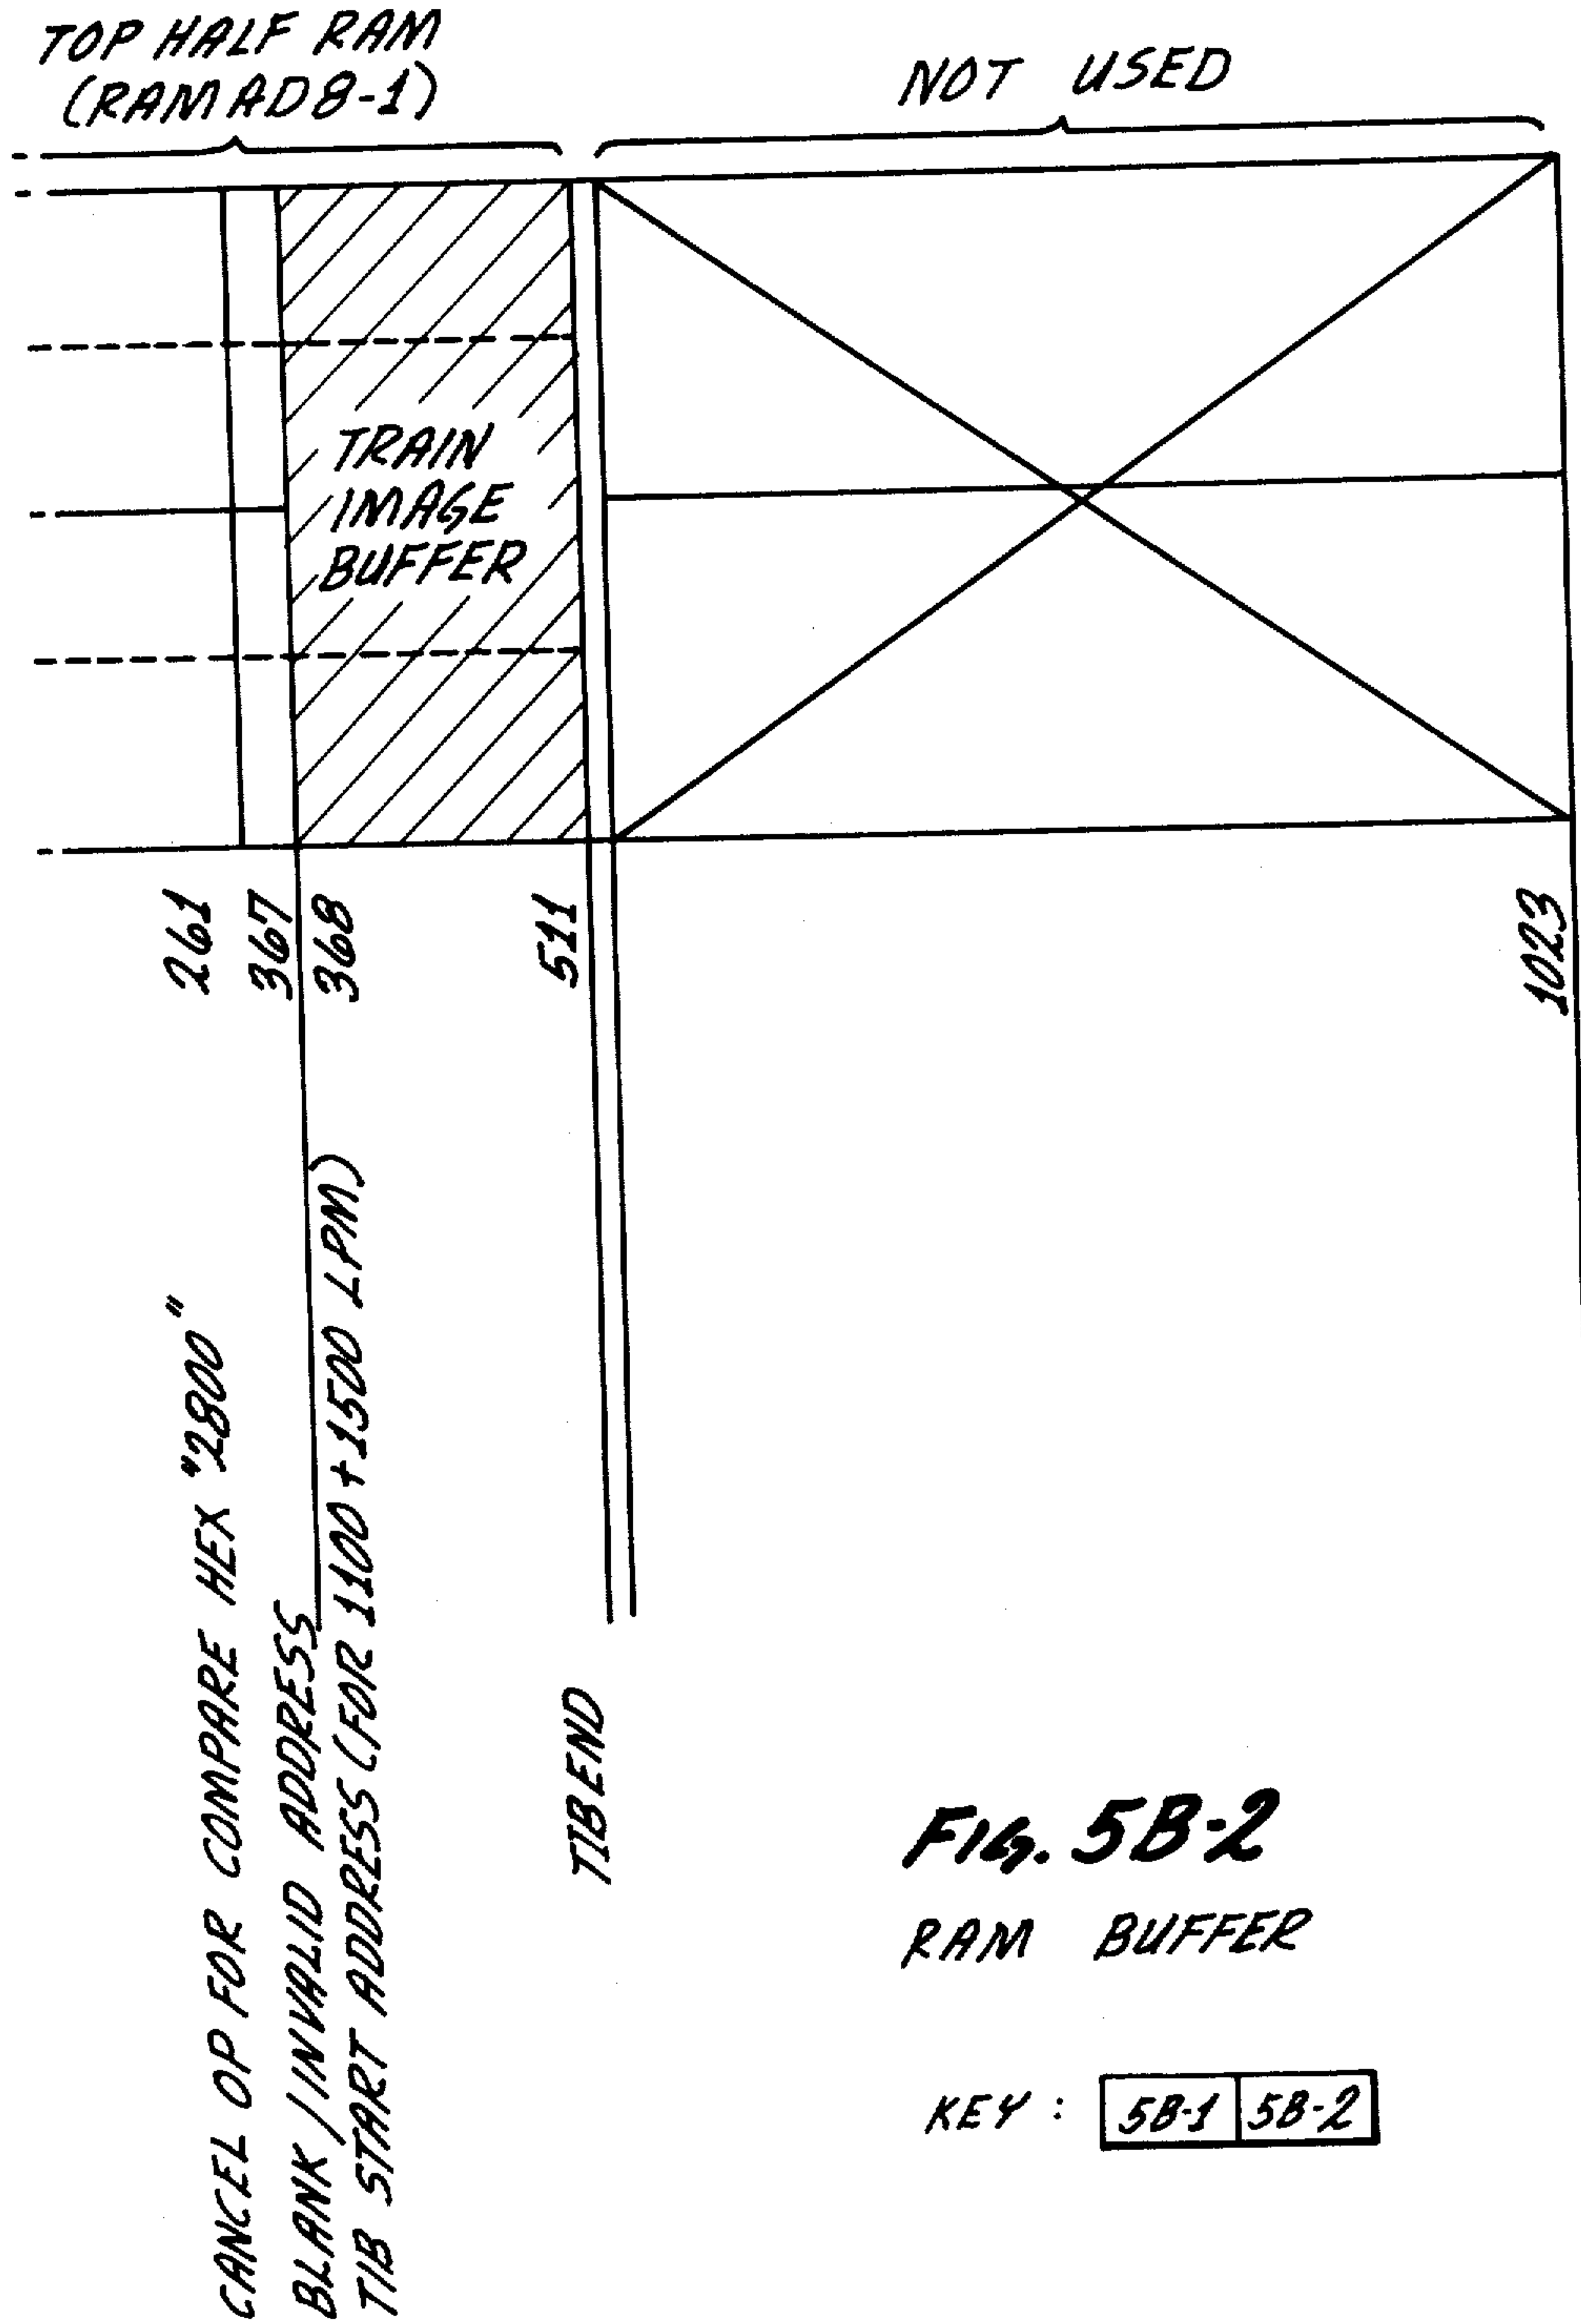 TOP HALF RAM
(RAMAD8-1)
NOT USED
TRAIN
IMAGE
BUFFER
261
367
368
511
1023
CANCEL OP FOR COMPARE HEX "2800"
BLANK/INVALID ADDRESS
TIB START ADDRESS (FOR 1100+1500 LPM)
TIB END
FIG. 5B-2
RAM BUFFER
KEY: 5B-1 5B-2